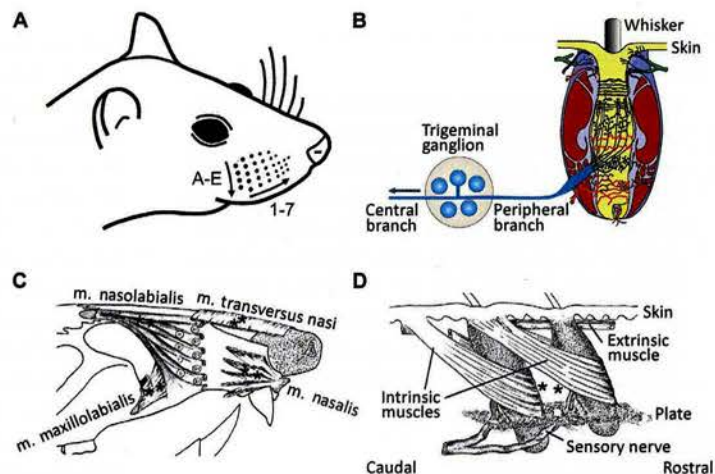 A
A-E
1-7
B
Whisker
Skin
Trigeminal
ganglion
Central
branch
Peripheral
branch
C
m. nasolabialis
m. transversus nasi
m. maxillolabialis
m. nasalis
D
Skin
Extrinsic
muscle
Intrinsic
muscles
Plate
Sensory nerve
Caudal
Rostral